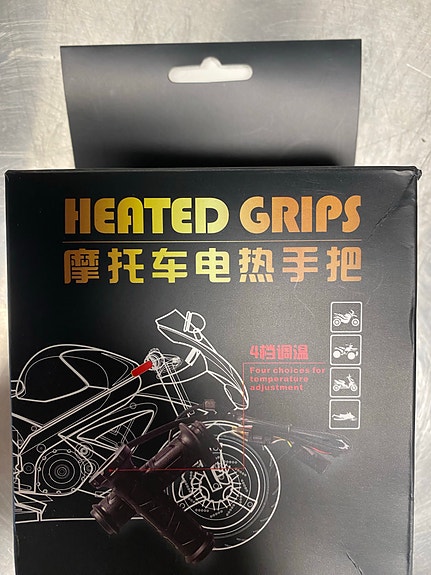 HEATED GRIPS
摩托车电热手把
4档调温
Four choices for
temperature
adjustment